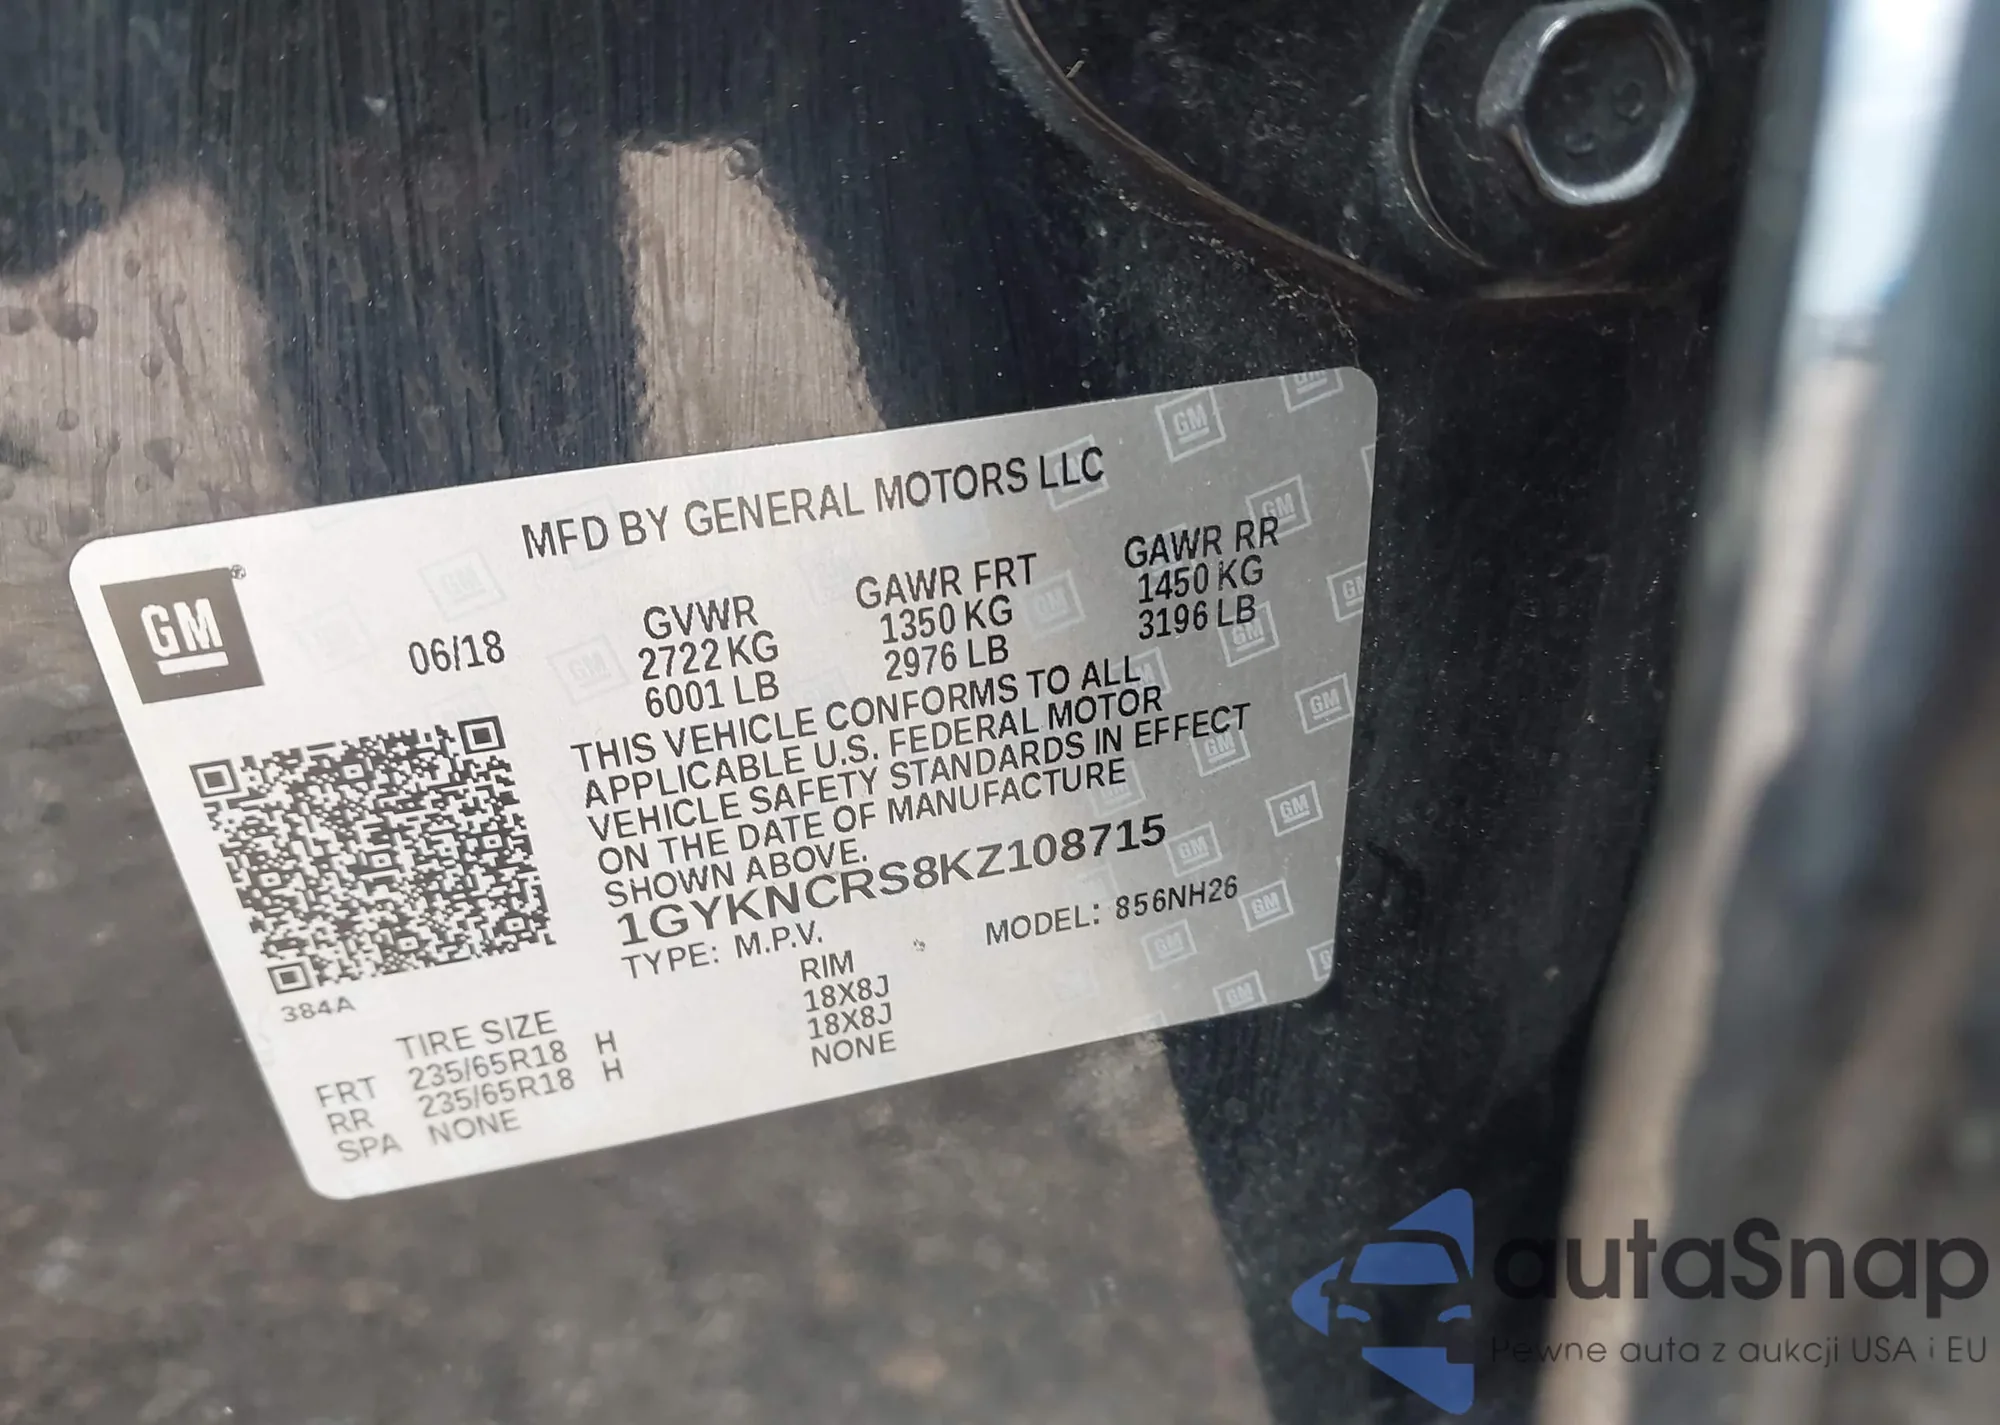 MFD BY GENERAL MOTORS LLC
GM
06/18
GVWR
2722 KG
6001 LB
GAWR FRT
1350 KG
2976 LB
GAWR RR
1450 KG
3196 LB
THIS VEHICLE CONFORMS TO ALL
APPLICABLE U.S. FEDERAL MOTOR
VEHICLE SAFETY STANDARDS IN EFFECT
ON THE DATE OF MANUFACTURE
SHOWN ABOVE.
1GYKNCRS8KZ108715
TYPE: M.P.V.
MODEL: 856NH26
384A
TIRE SIZE
RIM
FRT 235/65R18 H 18X8J
RR 235/65R18 H 18X8J
SPA NONE NONE
autaSnap
Pewne auta z aukcji USA i EU